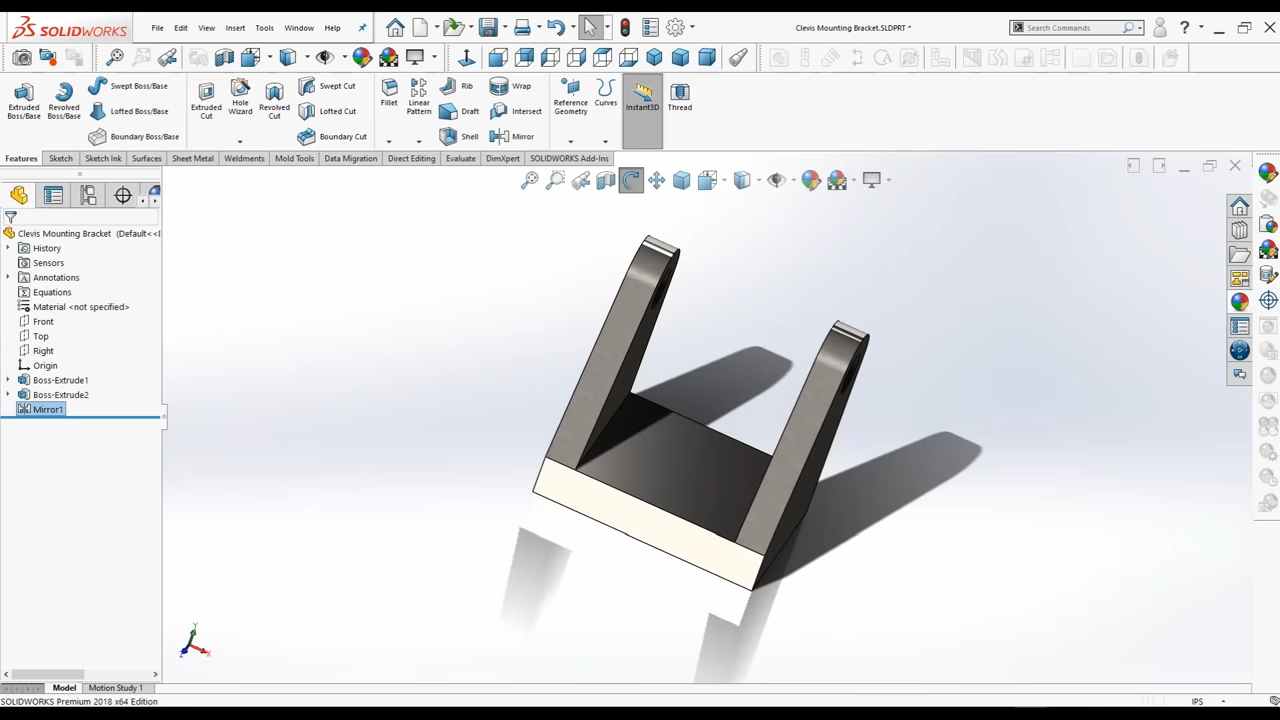 SOLIDWORKS
File Edit View Insert Tools Window Help
Clevis Mounting Bracket.SLDPRT *
Search Commands
?
Extruded Boss/Base
Revolved Boss/Base
Swept Boss/Base
Lofted Boss/Base
Boundary Boss/Base
Extruded Cut
Hole Wizard
Revolved Cut
Swept Cut
Lofted Cut
Boundary Cut
Fillet
Linear Pattern
Rib
Draft
Shell
Wrap
Intersect
Mirror
Reference Geometry
Curves
Instant3D
Thread
Features Sketch Sketch Ink Surfaces Sheet Metal Weldments Mold Tools Data Migration Direct Editing Evaluate DimXpert SOLIDWORKS Add-Ins
Clevis Mounting Bracket (Default<<D
History
Sensors
Annotations
Equations
Material <not specified>
Front
Top
Right
Origin
Boss-Extrude1
Boss-Extrude2
Mirror1
Y
X
Z
Model Motion Study 1
SOLIDWORKS Premium 2018 x64 Edition
IPS